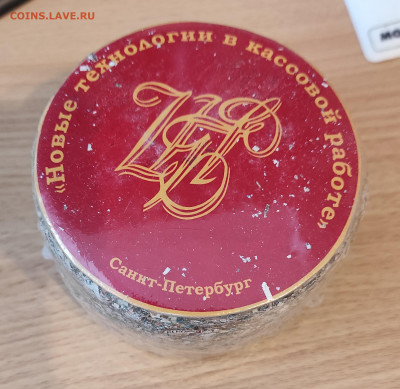 COINS.LAVE.RU
«Новые технологии в кассовой работе»
Санкт-Петербург